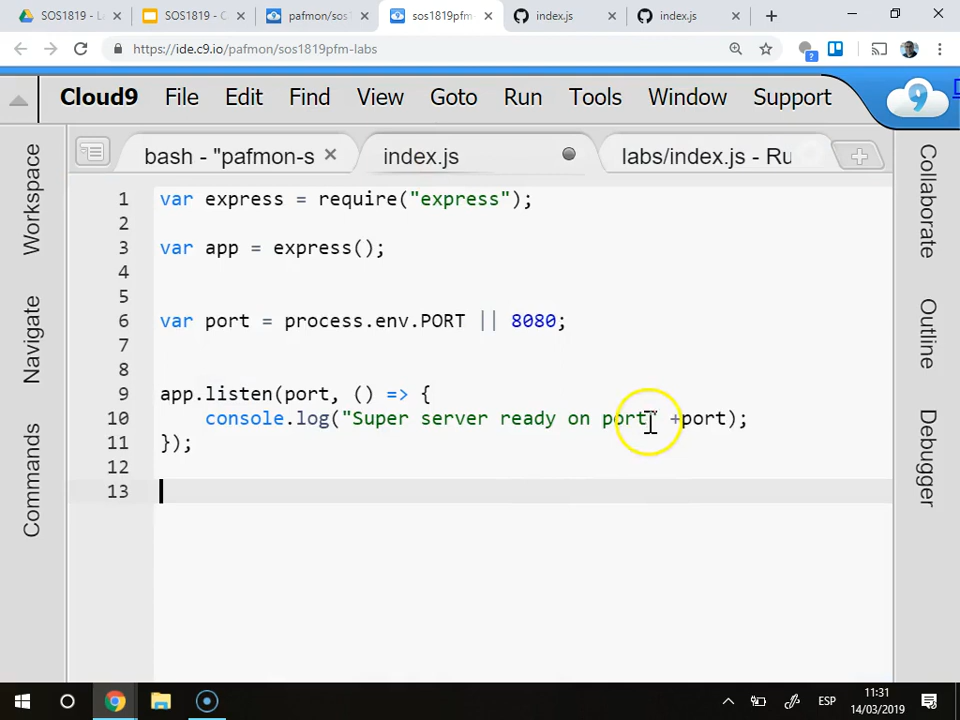 SOS1819 - L
SOS1819 - C
pafmon/sos
sos1819pfm-
index.js
index.js
https://ide.c9.io/pafmon/sos1819pfm-labs
Cloud9 File Edit Find View Goto Run Tools Window Support
9
bash - "pafmon-s
index.js
labs/index.js - Ru
Workspace
Navigate
Commands
1 var express = require("express");
2
3 var app = express();
4
5
6 var port = process.env.PORT || 8080;
7
8
9 app.listen(port, () => {
10 console.log("Super server ready on port" +port);
11 });
12
13
Collaborate
Outline
Debugger
ESP
11:31
14/03/2019